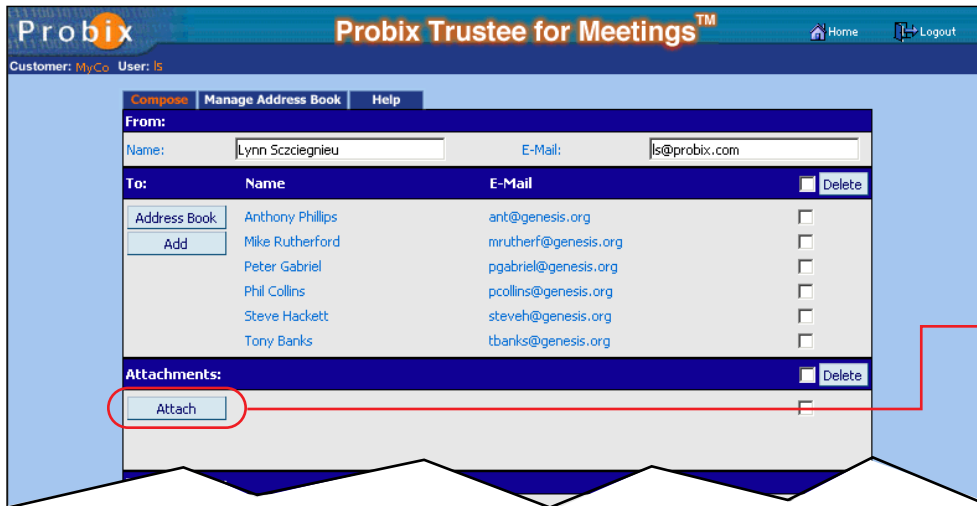 Probix
Probix Trustee for Meetings™
Home
Logout
Customer: MyCo User: ls
Compose Manage Address Book Help
From:
Name: Lynn Sczciegnieu E-Mail: ls@probix.com
To: Name E-Mail Delete
Address Book Anthony Phillips ant@genesis.org
Add Mike Rutherford mrutherf@genesis.org
Peter Gabriel pgabriel@genesis.org
Phil Collins pcollins@genesis.org
Steve Hackett steveh@genesis.org
Tony Banks tbanks@genesis.org
Attachments: Delete
Attach